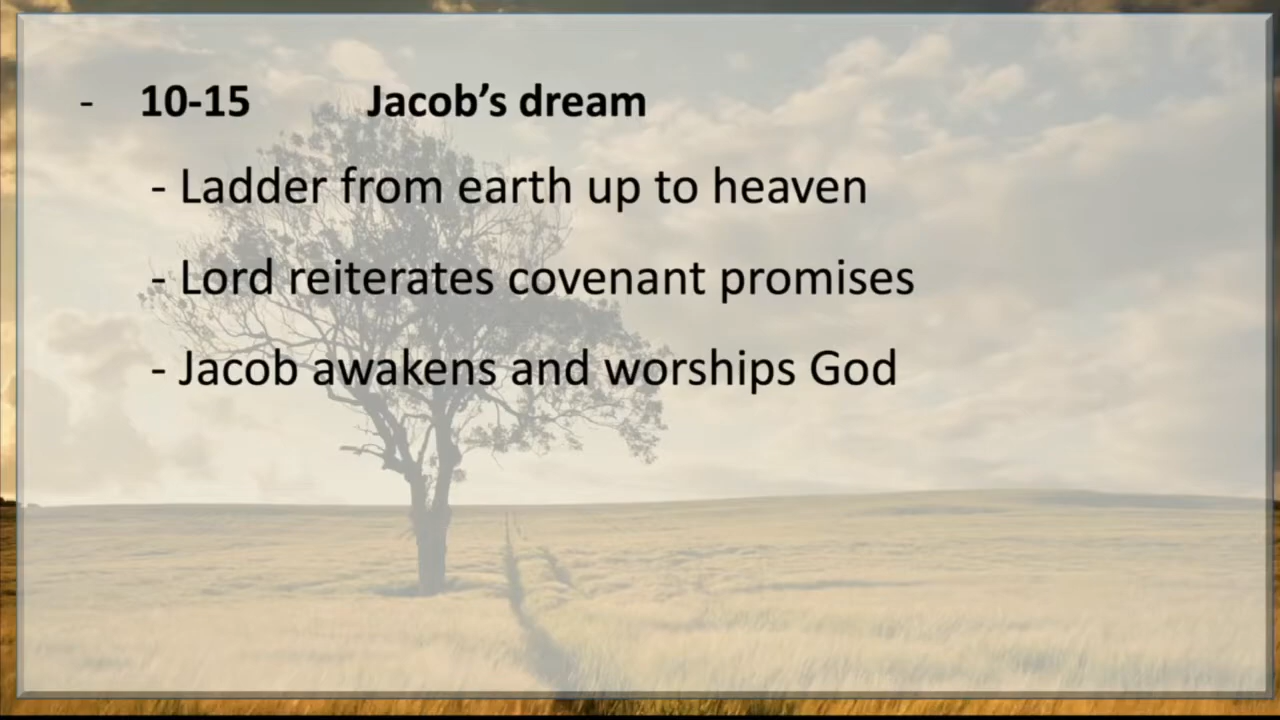 - 10-15 Jacob’s dream
- Ladder from earth up to heaven
- Lord reiterates covenant promises
- Jacob awakens and worships God